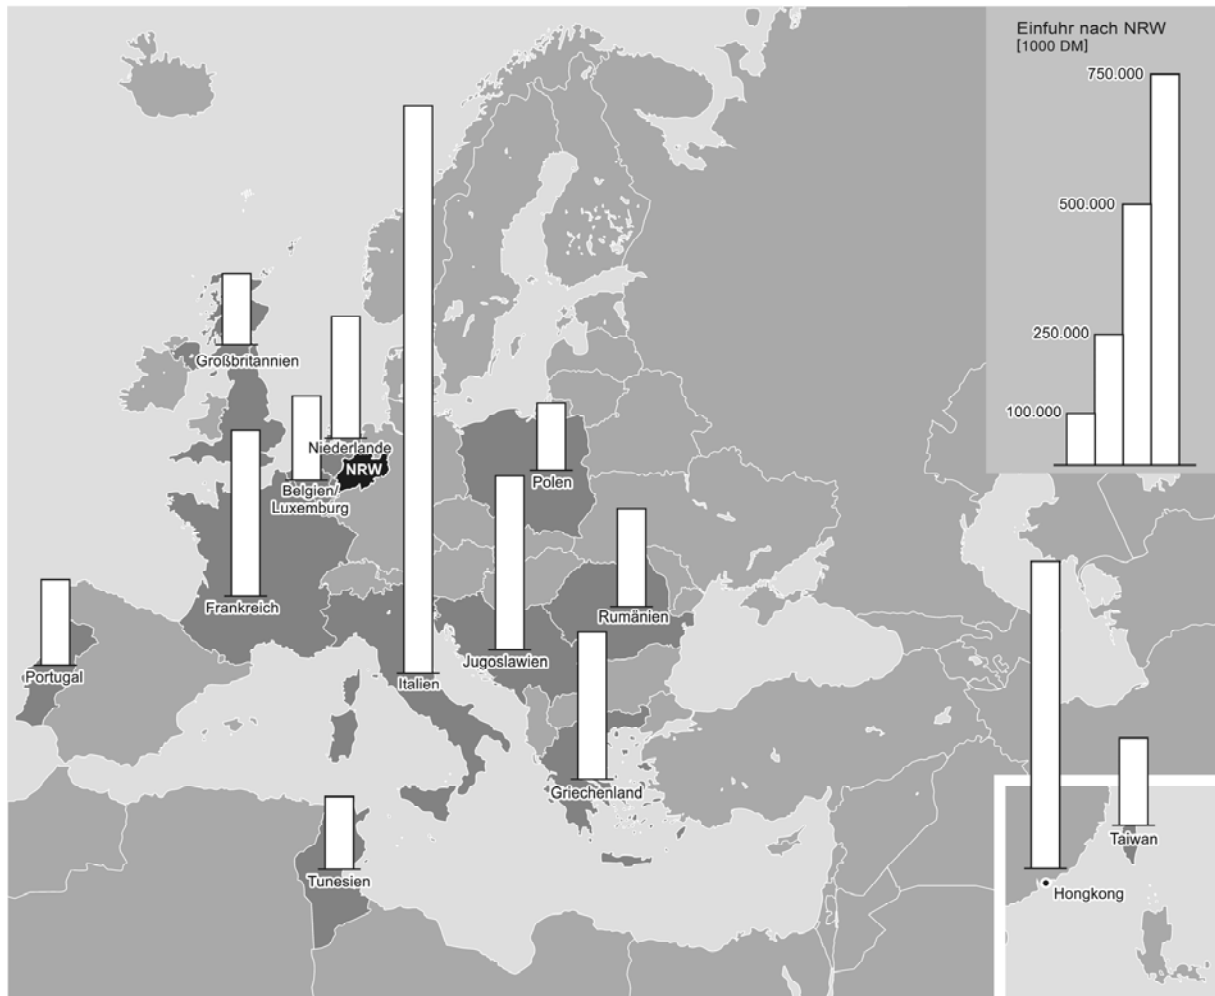 Einfuhr nach NRW
[1000 DM]
750.000
500.000
250.000
100.000
Großbritannien
Niederlande
NRW
Belgien/
Luxemburg
Polen
Frankreich
Rumänien
Jugoslawien
Portugal
Italien
Griechenland
Tunesien
Taiwan
Hongkong